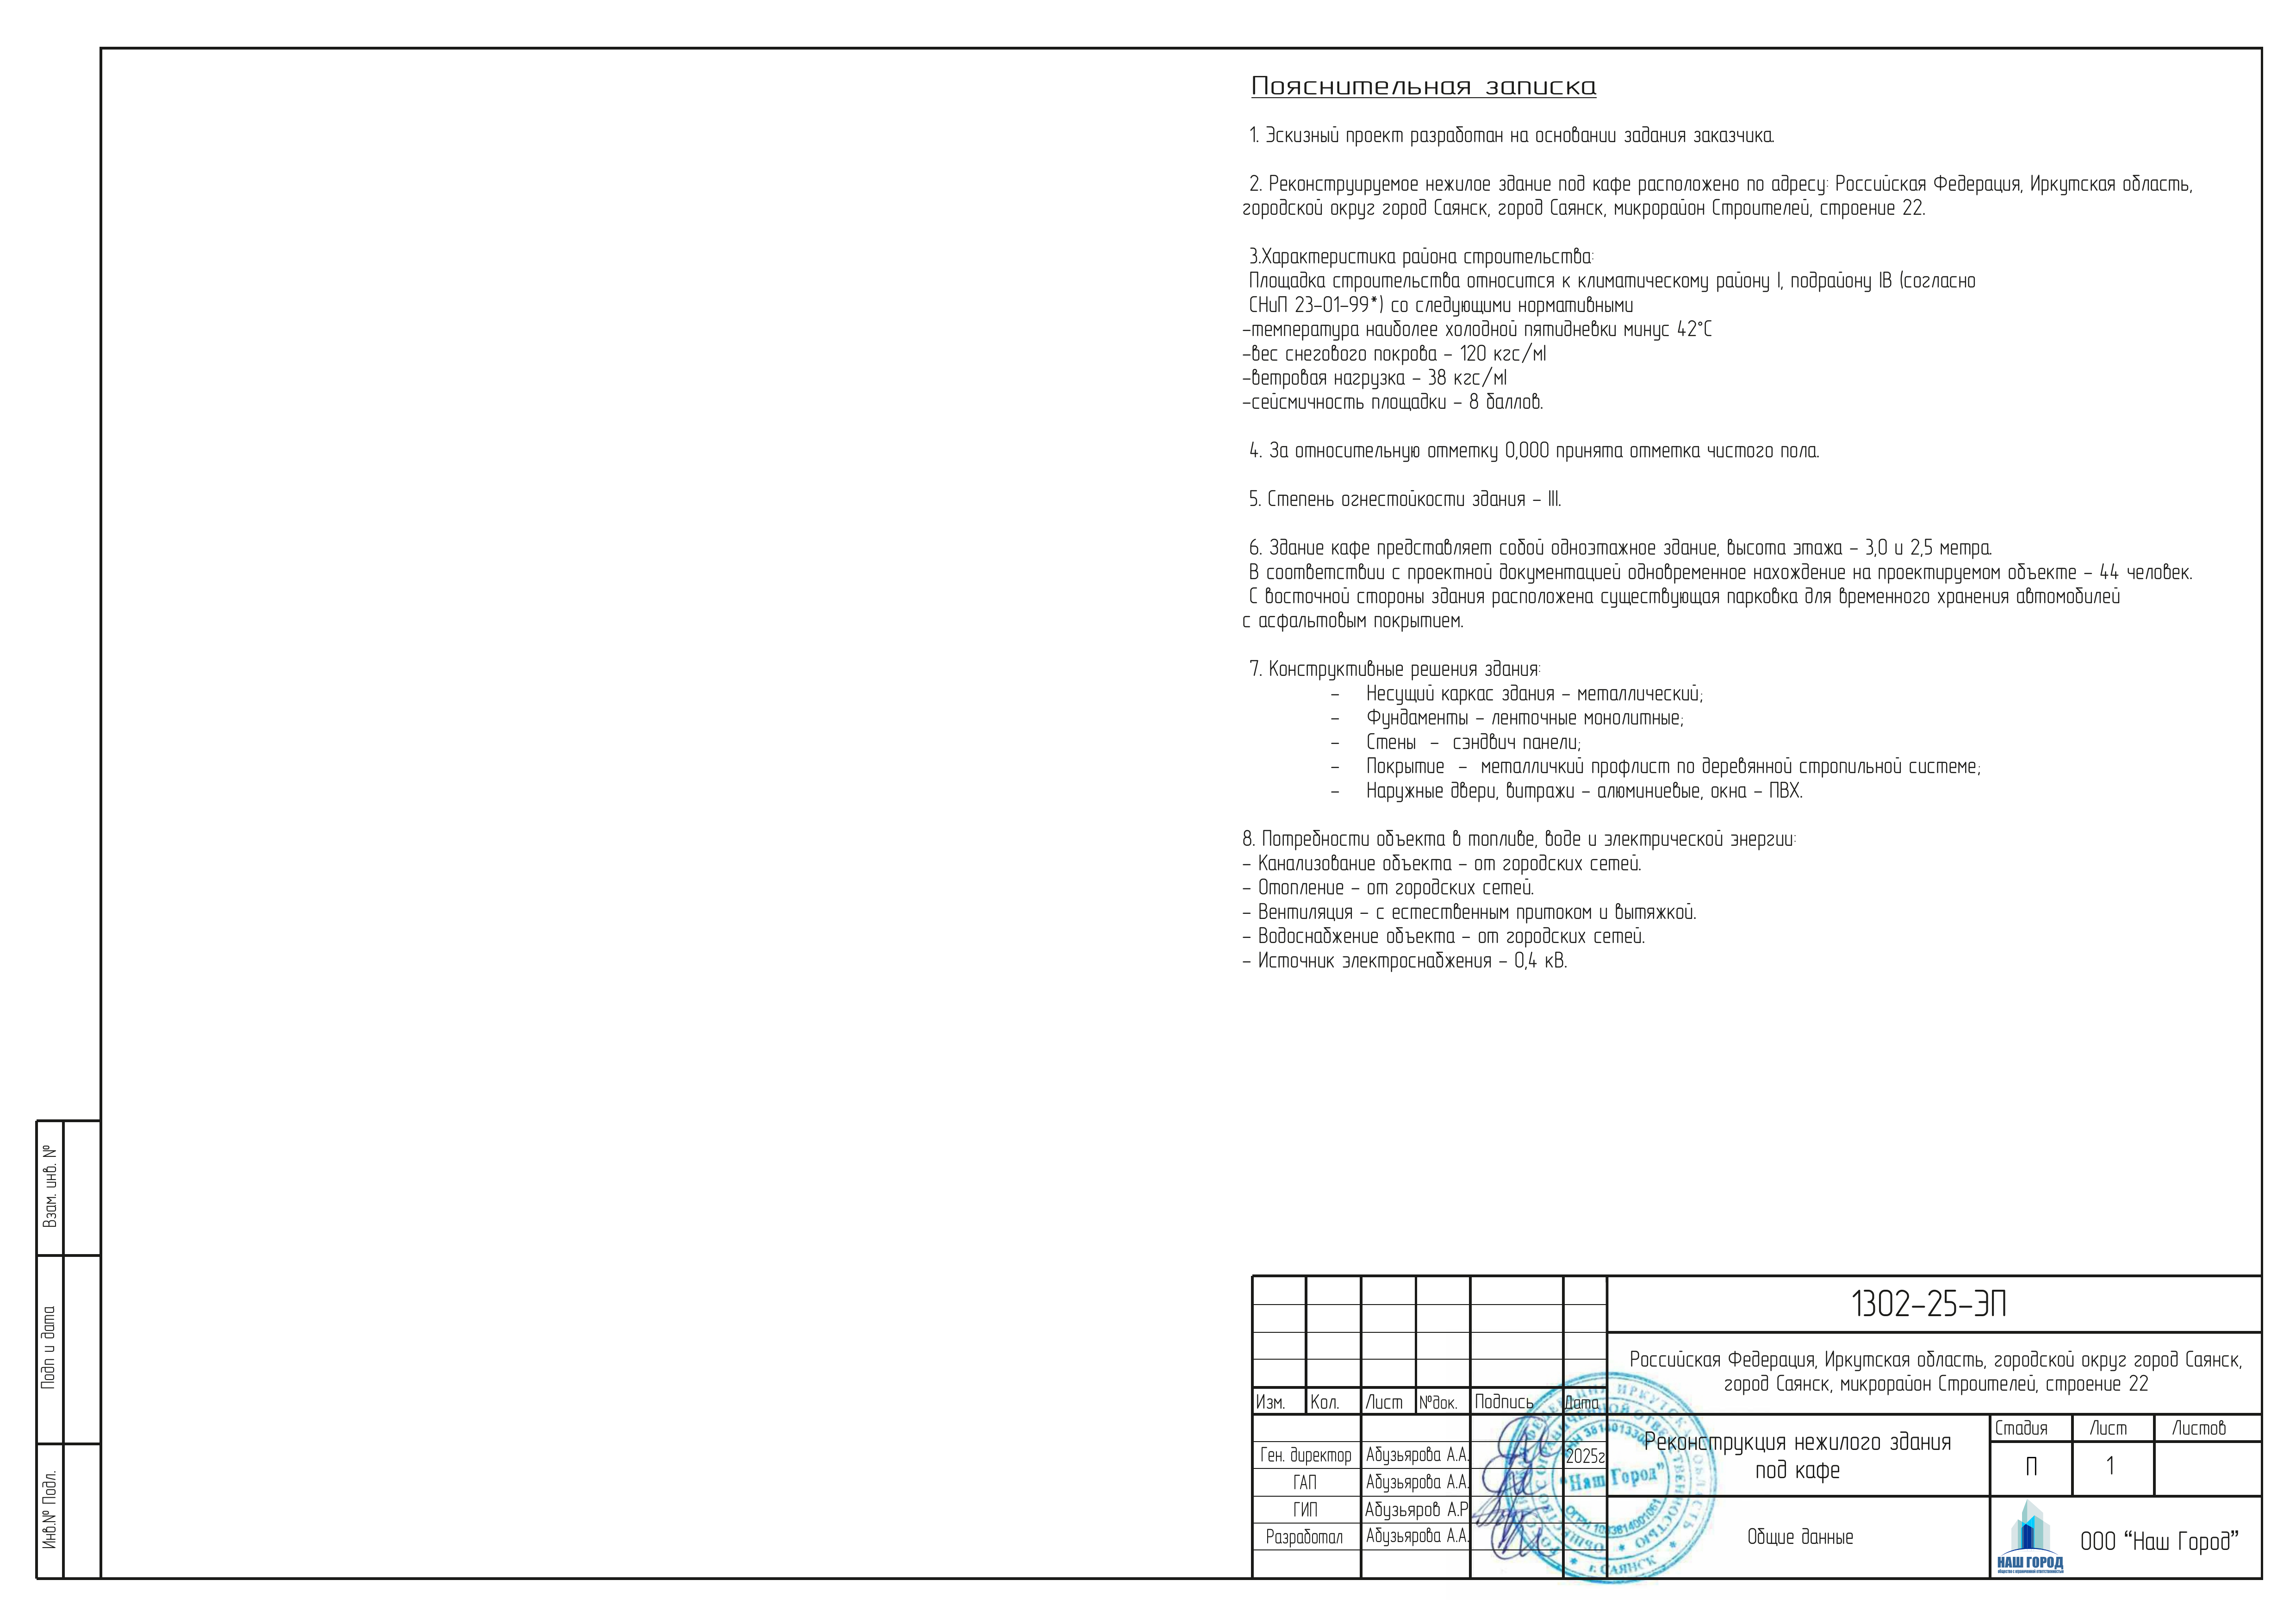 Пояснительная записка
1. Эскизный проект разработан на основании задания заказчика.
2. Реконструируемое нежилое здание под кафе расположено по адресу: Российская Федерация, Иркутская область,
городской округ город Саянск, город Саянск, микрорайон Строителей, строение 22.
3.Характеристика района строительства:
Площадка строительства относится к климатическому району I, подрайону IВ (согласно
СНиП 23-01-99*) со следующими нормативными
-температура наиболее холодной пятидневки минус 42°С
-вес снегового покрова - 120 кгс/мI
-ветровая нагрузка - 38 кгс/мI
-сейсмичность площадки - 8 баллов.
4. За относительную отметку 0,000 принята отметка чистого пола.
5. Степень огнестойкости здания - III.
6. Здание кафе представляет собой одноэтажное здание, высота этажа - 3,0 и 2,5 метра.
В соответствии с проектной документацией одновременное нахождение на проектируемом объекте - 44 человек.
С восточной стороны здания расположена существующая парковка для временного хранения автомобилей
с асфальтовым покрытием.
7. Конструктивные решения здания:
- Несущий каркас здания - металлический;
- Фундаменты - ленточные монолитные;
- Стены - сэндвич панели;
- Покрытие - металличкий профлист по деревянной стропильной системе;
- Наружные двери, витражи - алюминиевые, окна - ПВХ.
8. Потребности объекта в топливе, воде и электрической энергии:
- Канализование объекта - от городских сетей.
- Отопление - от городских сетей.
- Вентиляция - с естественным притоком и вытяжкой.
- Водоснабжение объекта - от городских сетей.
- Источник электроснабжения - 0,4 кВ.
Взам. инв. №
Подп и дата
Инв.№ Подл.
1302-25-ЭП
Российская Федерация, Иркутская область, городской округ город Саянск,
город Саянск, микрорайон Строителей, строение 22
Изм. Кол. Лист №док. Подпись Дата
Реконструкция нежилого здания
под кафе
Стадия Лист Листов
П 1
Ген. директор Абузьярова А.А. 2025г
ГАП Абузьярова А.А.
ГИП Абузьяров А.Р
Разработал Абузьярова А.А.
Общие данные
НАШ ГОРОД
ООО “Наш Город”
"Наш Город"
г. САЯНСК